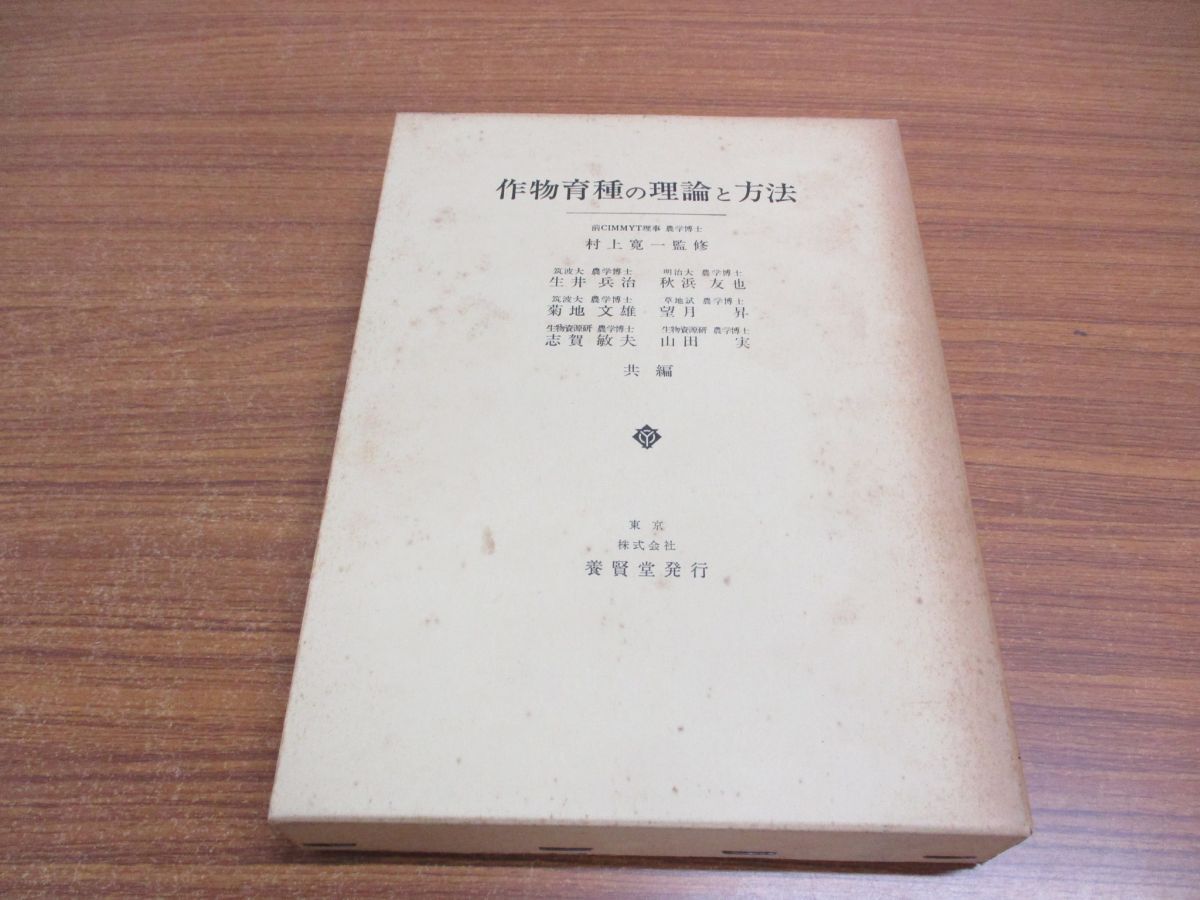 作物育種の理論と方法
前CIMMYT理事 農学博士
村上寛一監修
筑波大 農学博士 明治大 農学博士
生井兵治 秋浜友也
筑波大 農学博士 草地試 農学博士
菊地文雄 望月昇
生物資源研 農学博士 生物資源研 農学博士
志賀敏夫 山田実
共編
東京
株式会社
養賢堂発行